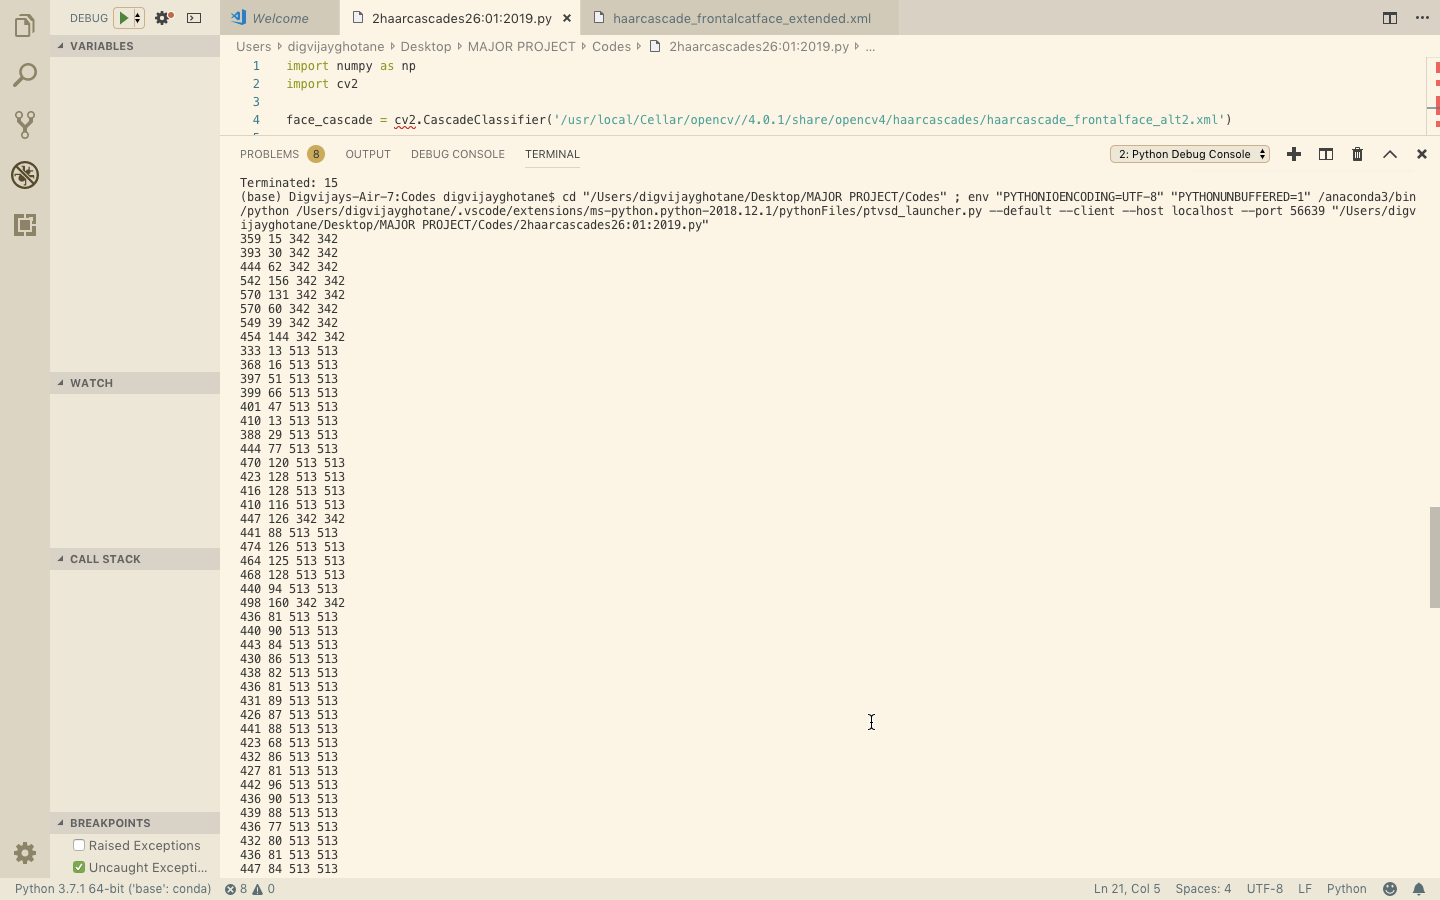 DEBUG
Welcome
2haarcascades26:01:2019.py
haarcascade_frontalcatface_extended.xml
VARIABLES
Users
digvijayghotane
Desktop
MAJOR PROJECT
Codes
2haarcascades26:01:2019.py
...
1 import numpy as np
2 import cv2
3
4 face_cascade = cv2.CascadeClassifier('/usr/local/Cellar/opencv//4.0.1/share/opencv4/haarcascades/haarcascade_frontalface_alt2.xml')
PROBLEMS 8 OUTPUT DEBUG CONSOLE TERMINAL
2: Python Debug Console
Terminated: 15
(base) Digvijays-Air-7:Codes digvijayghotane$ cd "/Users/digvijayghotane/Desktop/MAJOR PROJECT/Codes" ; env "PYTHONIOENCODING=UTF-8" "PYTHONUNBUFFERED=1" /anaconda3/bin
/python /Users/digvijayghotane/.vscode/extensions/ms-python.python-2018.12.1/pythonFiles/ptvsd_launcher.py --default --client --host localhost --port 56639 "/Users/digv
ijayghotane/Desktop/MAJOR PROJECT/Codes/2haarcascades26:01:2019.py"
359 15 342 342
393 30 342 342
444 62 342 342
542 156 342 342
570 131 342 342
570 60 342 342
549 39 342 342
454 144 342 342
333 13 513 513
368 16 513 513
397 51 513 513
399 66 513 513
401 47 513 513
410 13 513 513
388 29 513 513
444 77 513 513
470 120 513 513
423 128 513 513
416 128 513 513
410 116 513 513
447 126 342 342
441 88 513 513
474 126 513 513
464 125 513 513
468 128 513 513
440 94 513 513
498 160 342 342
436 81 513 513
440 90 513 513
443 84 513 513
430 86 513 513
438 82 513 513
436 81 513 513
431 89 513 513
426 87 513 513
441 88 513 513
423 68 513 513
432 86 513 513
427 81 513 513
442 96 513 513
436 90 513 513
439 88 513 513
436 77 513 513
432 80 513 513
436 81 513 513
447 84 513 513
WATCH
CALL STACK
BREAKPOINTS
Raised Exceptions
Uncaught Excepti...
Python 3.7.1 64-bit ('base': conda)
8
0
Ln 21, Col 5
Spaces: 4
UTF-8
LF
Python